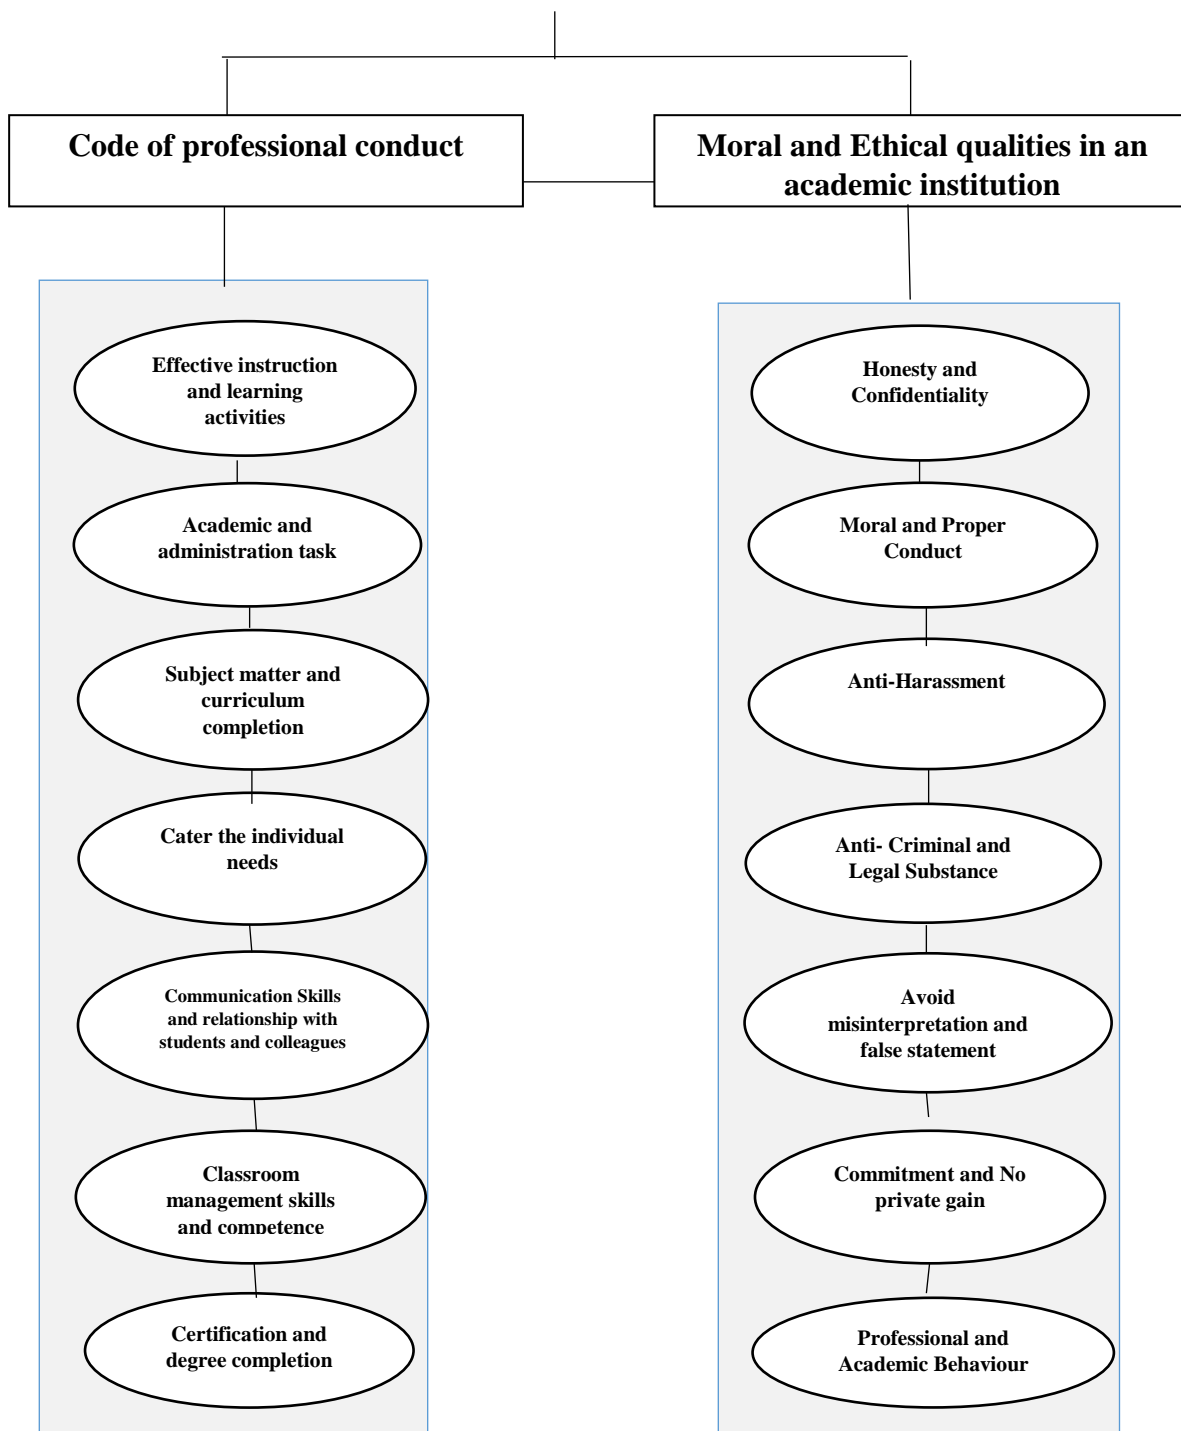 Code of professional conduct
Moral and Ethical qualities in an
academic institution
Effective instruction
and learning
activities
Academic and
administration task
Subject matter and
curriculum
completion
Cater the individual
needs
Communication Skills
and relationship with
students and colleagues
Classroom
management skills
and competence
Certification and
degree completion
Honesty and
Confidentiality
Moral and Proper
Conduct
Anti-Harassment
Anti- Criminal and
Legal Substance
Avoid
misinterpretation and
false statement
Commitment and No
private gain
Professional and
Academic Behaviour